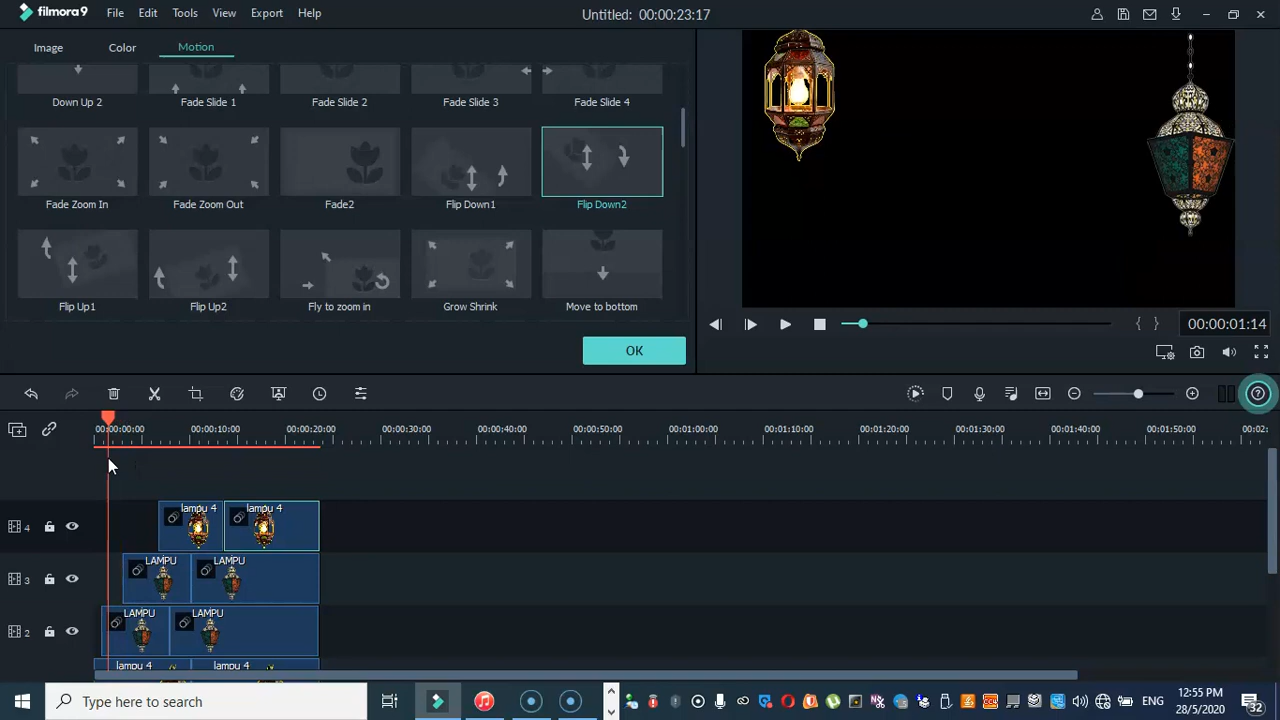 filmora9 File Edit Tools View Export Help Untitled: 00:00:23:17
Image Color Motion
Down Up 2 Fade Slide 1 Fade Slide 2 Fade Slide 3 Fade Slide 4
Fade Zoom In Fade Zoom Out Fade2 Flip Down1 Flip Down2
Flip Up1 Flip Up2 Fly to zoom in Grow Shrink Move to bottom
00:00:01:14
OK
00:00:00:00 00:00:10:00 00:00:20:00 00:00:30:00 00:00:40:00 00:00:50:00 00:01:00:00 00:01:10:00 00:01:20:00 00:01:30:00 00:01:40:00 00:01:50:00 00:02:
lampu 4 lampu 4
4
LAMPU LAMPU
3
LAMPU LAMPU
2
lampu 4 lampu 4
Type here to search
ENG
12:55 PM
28/5/2020
32